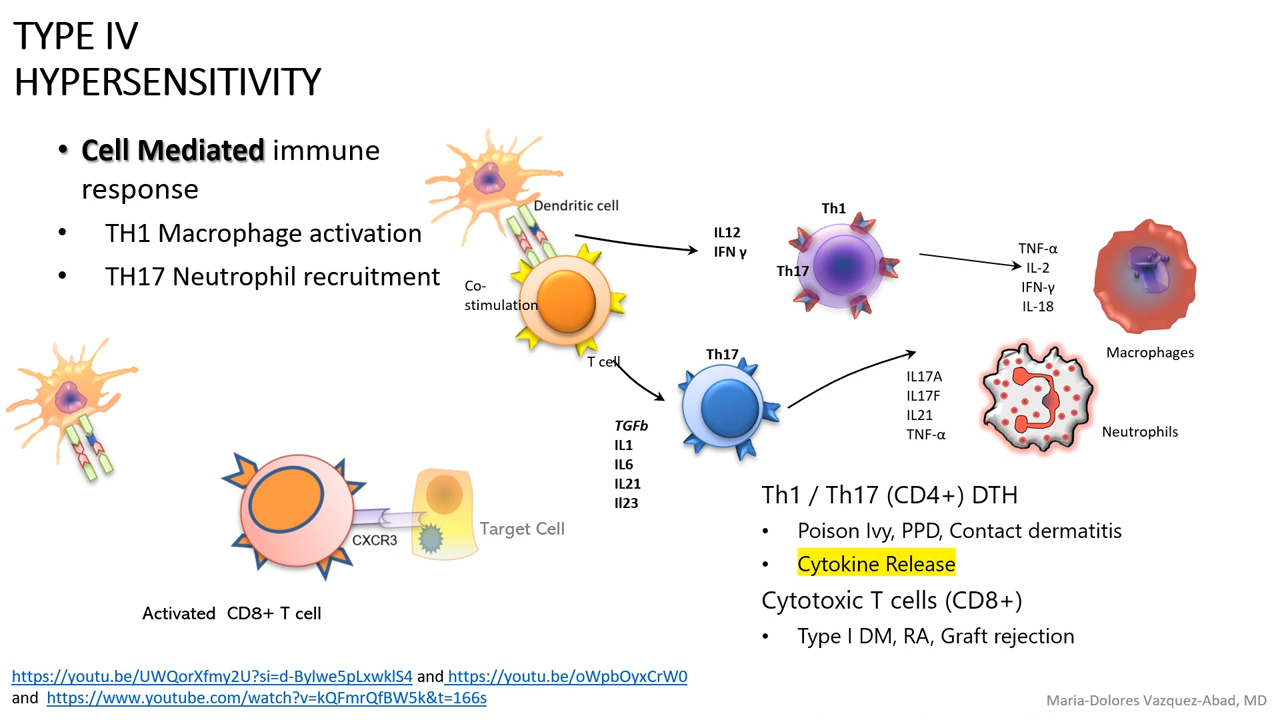 TYPE IV
HYPERSENSITIVITY
• Cell Mediated immune
response
• TH1 Macrophage activation
• TH17 Neutrophil recruitment
Dendritic cell
Co-
stimulation
T cell
IL12
IFN γ
Th1
Th17
TNF-α
IL-2
IFN-γ
IL-18
Macrophages
Th17
TGFb
IL1
IL6
IL21
Il23
IL17A
IL17F
IL21
TNF-α
Neutrophils
CXCR3
Target Cell
Activated CD8+ T cell
Th1 / Th17 (CD4+) DTH
• Poison Ivy, PPD, Contact dermatitis
• Cytokine Release
Cytotoxic T cells (CD8+)
• Type I DM, RA, Graft rejection
https://youtu.be/UWQorXfmy2U?si=d-Bylwe5pLxwklS4 and https://youtu.be/oWpbOyxCrW0
and https://www.youtube.com/watch?v=kQFmrQfBW5k&t=166s
Maria-Dolores Vazquez-Abad, MD